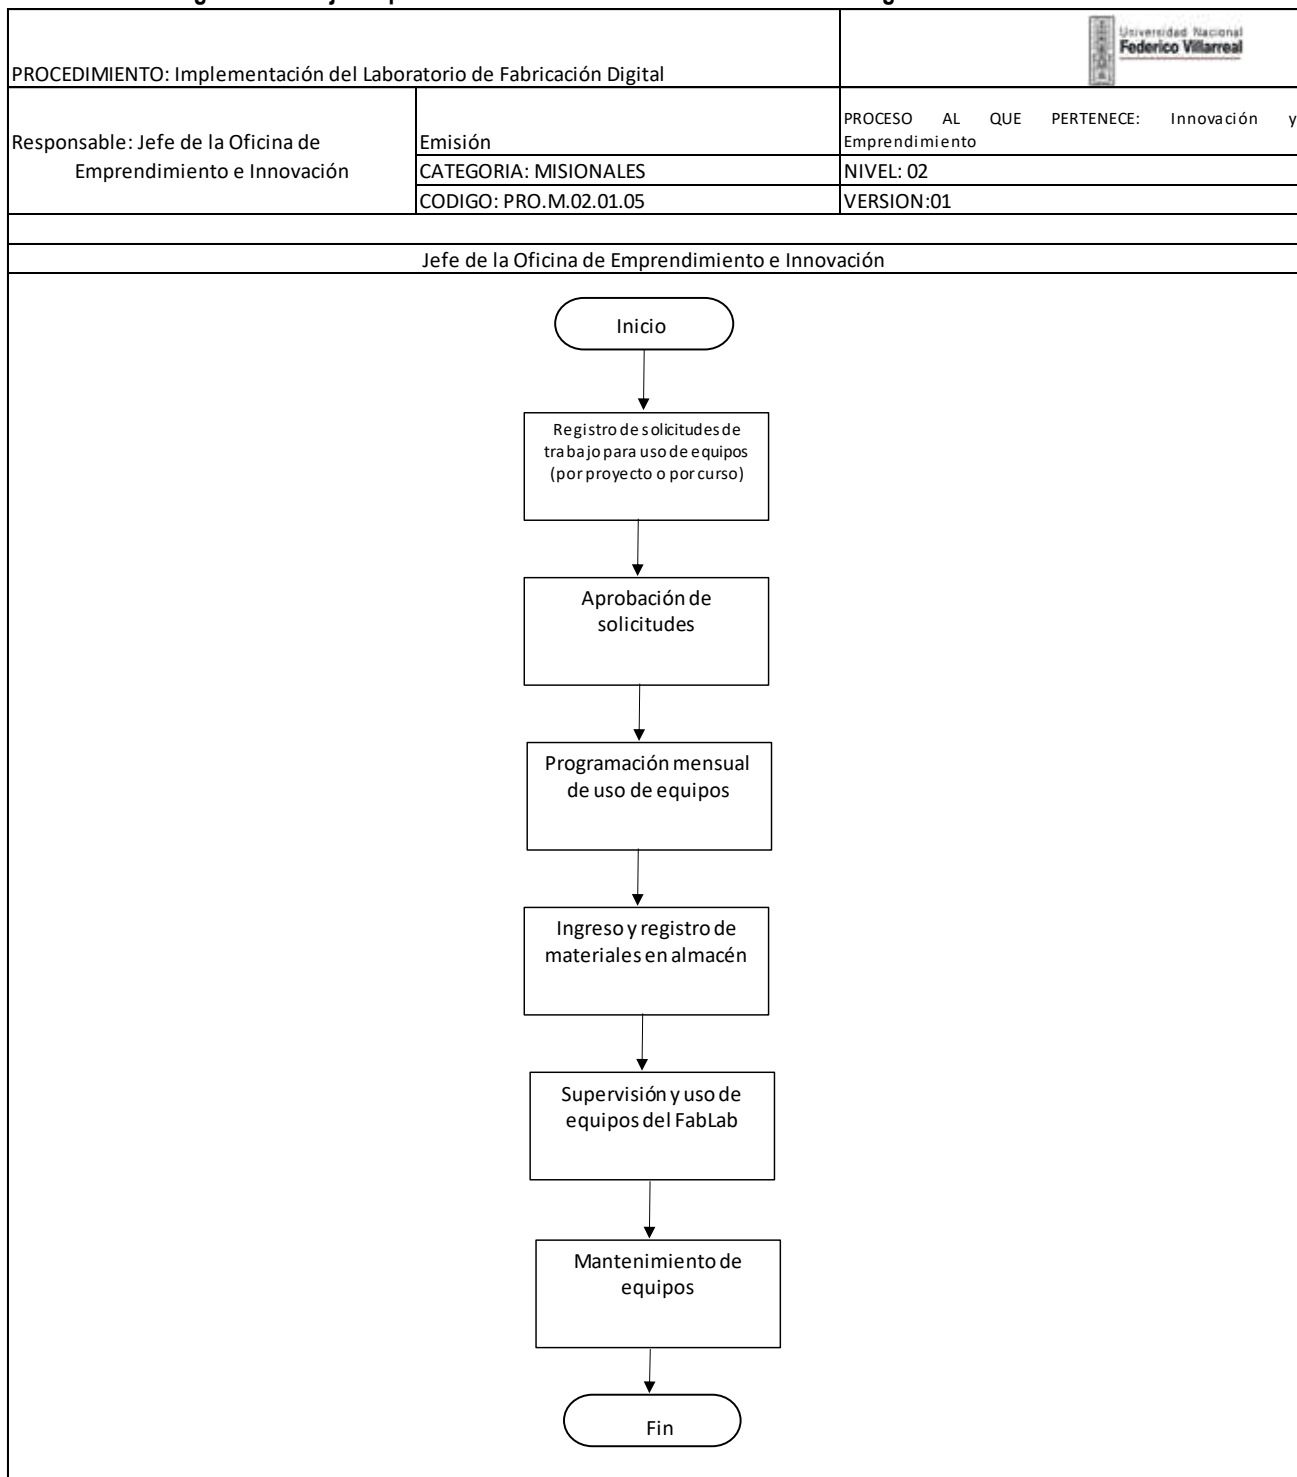 PROCEDIMIENTO: Implementación del Laboratorio de Fabricación Digital
Universidad Nacional
Federico Villarreal
Responsable: Jefe de la Oficina de
Emprendimiento e Innovación
Emisión
PROCESO AL QUE PERTENECE: Innovación y
Emprendimiento
CATEGORIA: MISIONALES
NIVEL: 02
CODIGO: PRO.M.02.01.05
VERSION:01
Jefe de la Oficina de Emprendimiento e Innovación
Inicio
Registro de solicitudes de
trabajo para uso de equipos
(por proyecto o por curso)
Aprobación de
solicitudes
Programación mensual
de uso de equipos
Ingreso y registro de
materiales en almacén
Supervisión y uso de
equipos del FabLab
Mantenimiento de
equipos
Fin